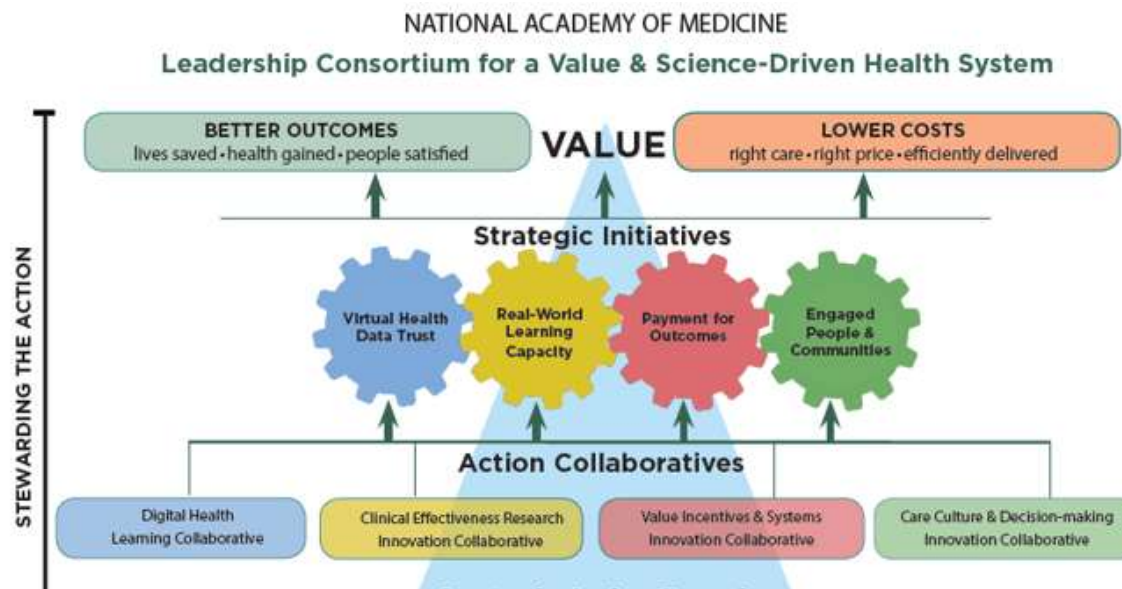 NATIONAL ACADEMY OF MEDICINE
Leadership Consortium for a Value & Science-Driven Health System
BETTER OUTCOMES
lives saved•health gained•people satisfied
VALUE
LOWER COSTS
right care•right price•efficiently delivered
STEWARDING THE ACTION
Strategic Initiatives
Virtual Health
Data Trust
Real-World
Learning
Capacity
Payment for
Outcomes
Engaged
People &
Communities
Action Collaboratives
Digital Health
Learning Collaborative
Clinical Effectiveness Research
Innovation Collaborative
Value Incentives & Systems
Innovation Collaborative
Care Culture & Decision-making
Innovation Collaborative